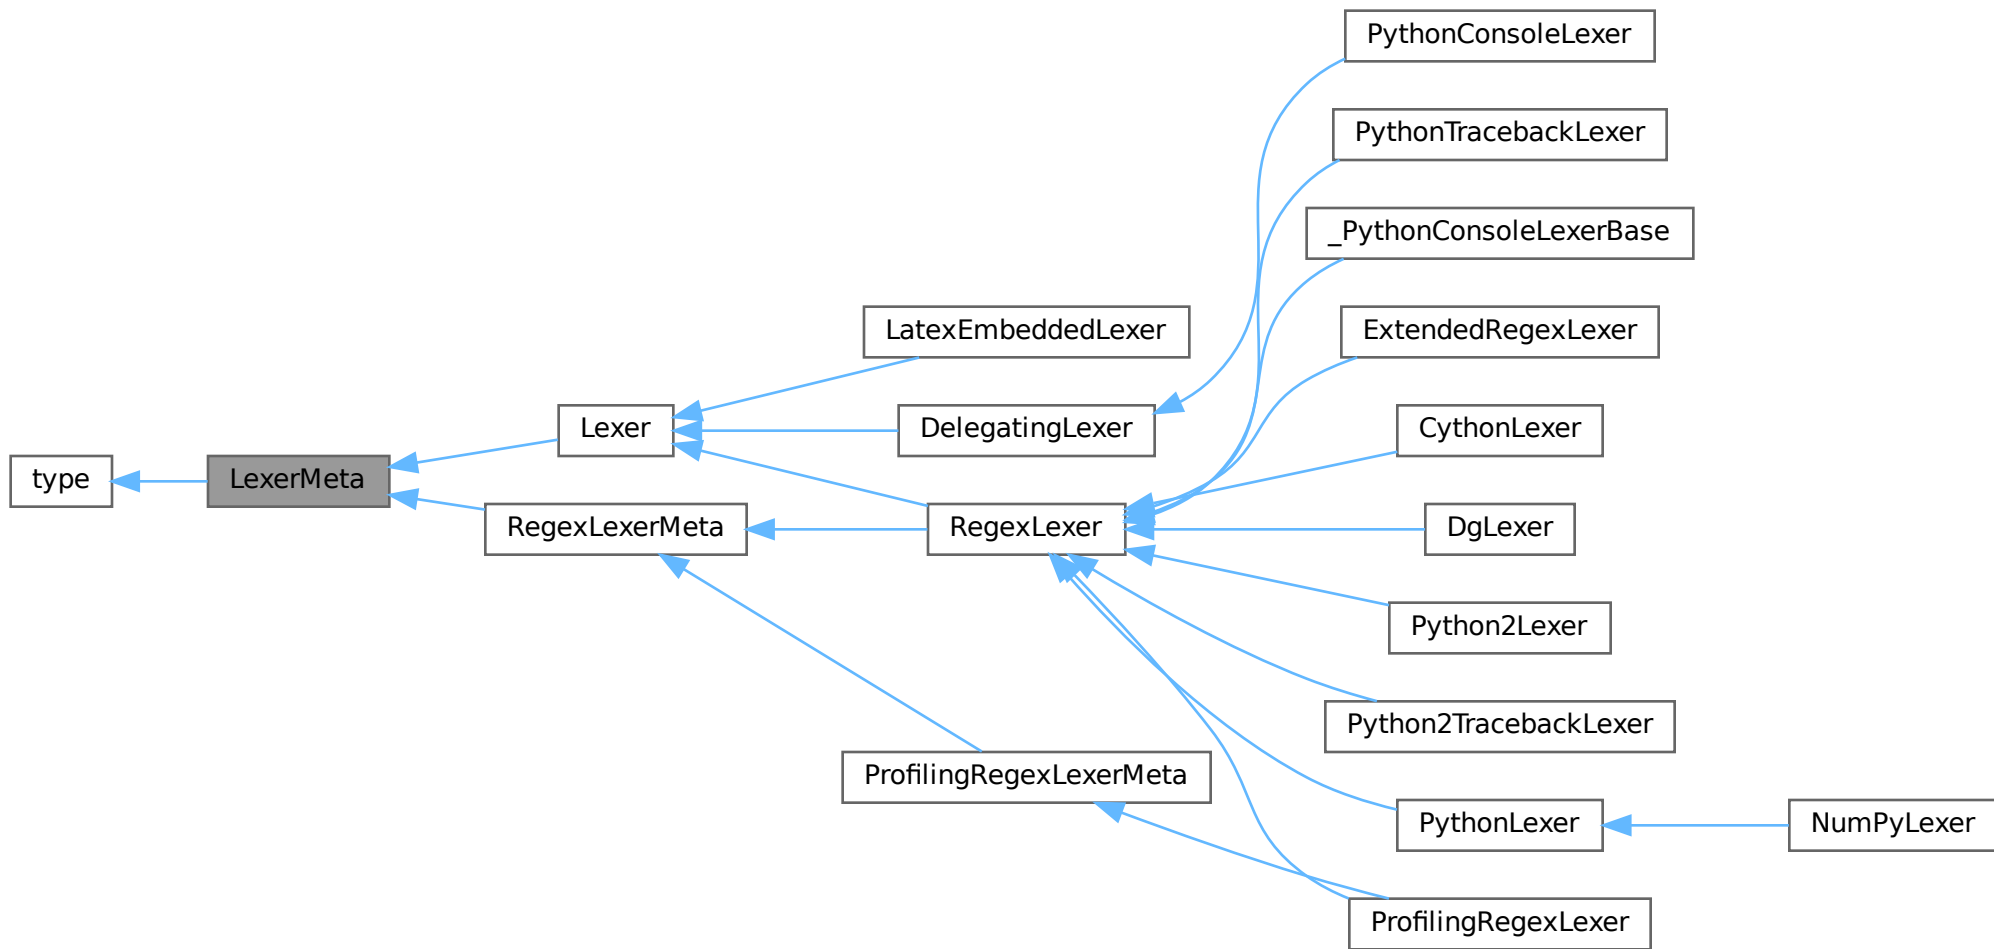 PythonConsoleLexer
PythonTracebackLexer
_PythonConsoleLexerBase
LatexEmbeddedLexer
ExtendedRegexLexer
Lexer
DelegatingLexer
CythonLexer
type
LexerMeta
RegexLexerMeta
RegexLexer
DgLexer
Python2Lexer
Python2TracebackLexer
ProfilingRegexLexerMeta
PythonLexer
NumPyLexer
ProfilingRegexLexer